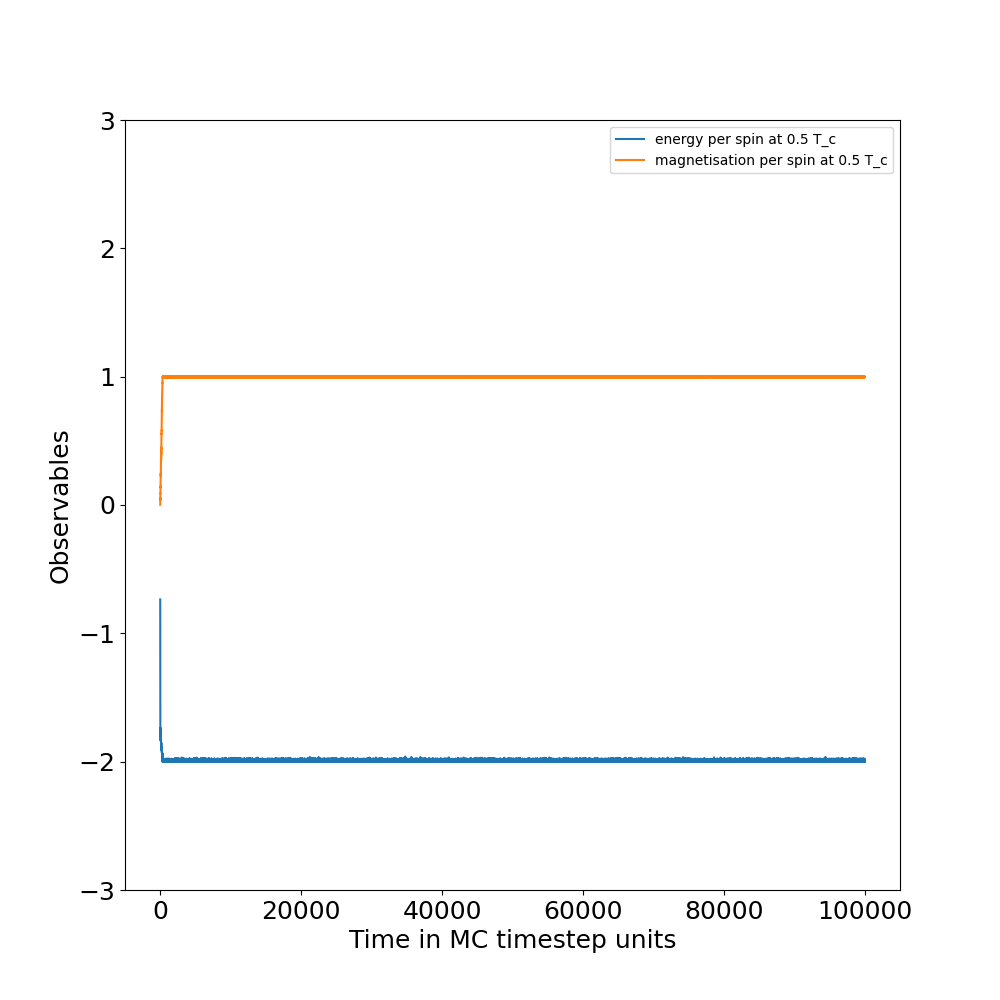 energy per spin at 0.5 T_c
magnetisation per spin at 0.5 T_c
3
2
1
0
−1
−2
−3
Observables
0 20000 40000 60000 80000 100000
Time in MC timestep units